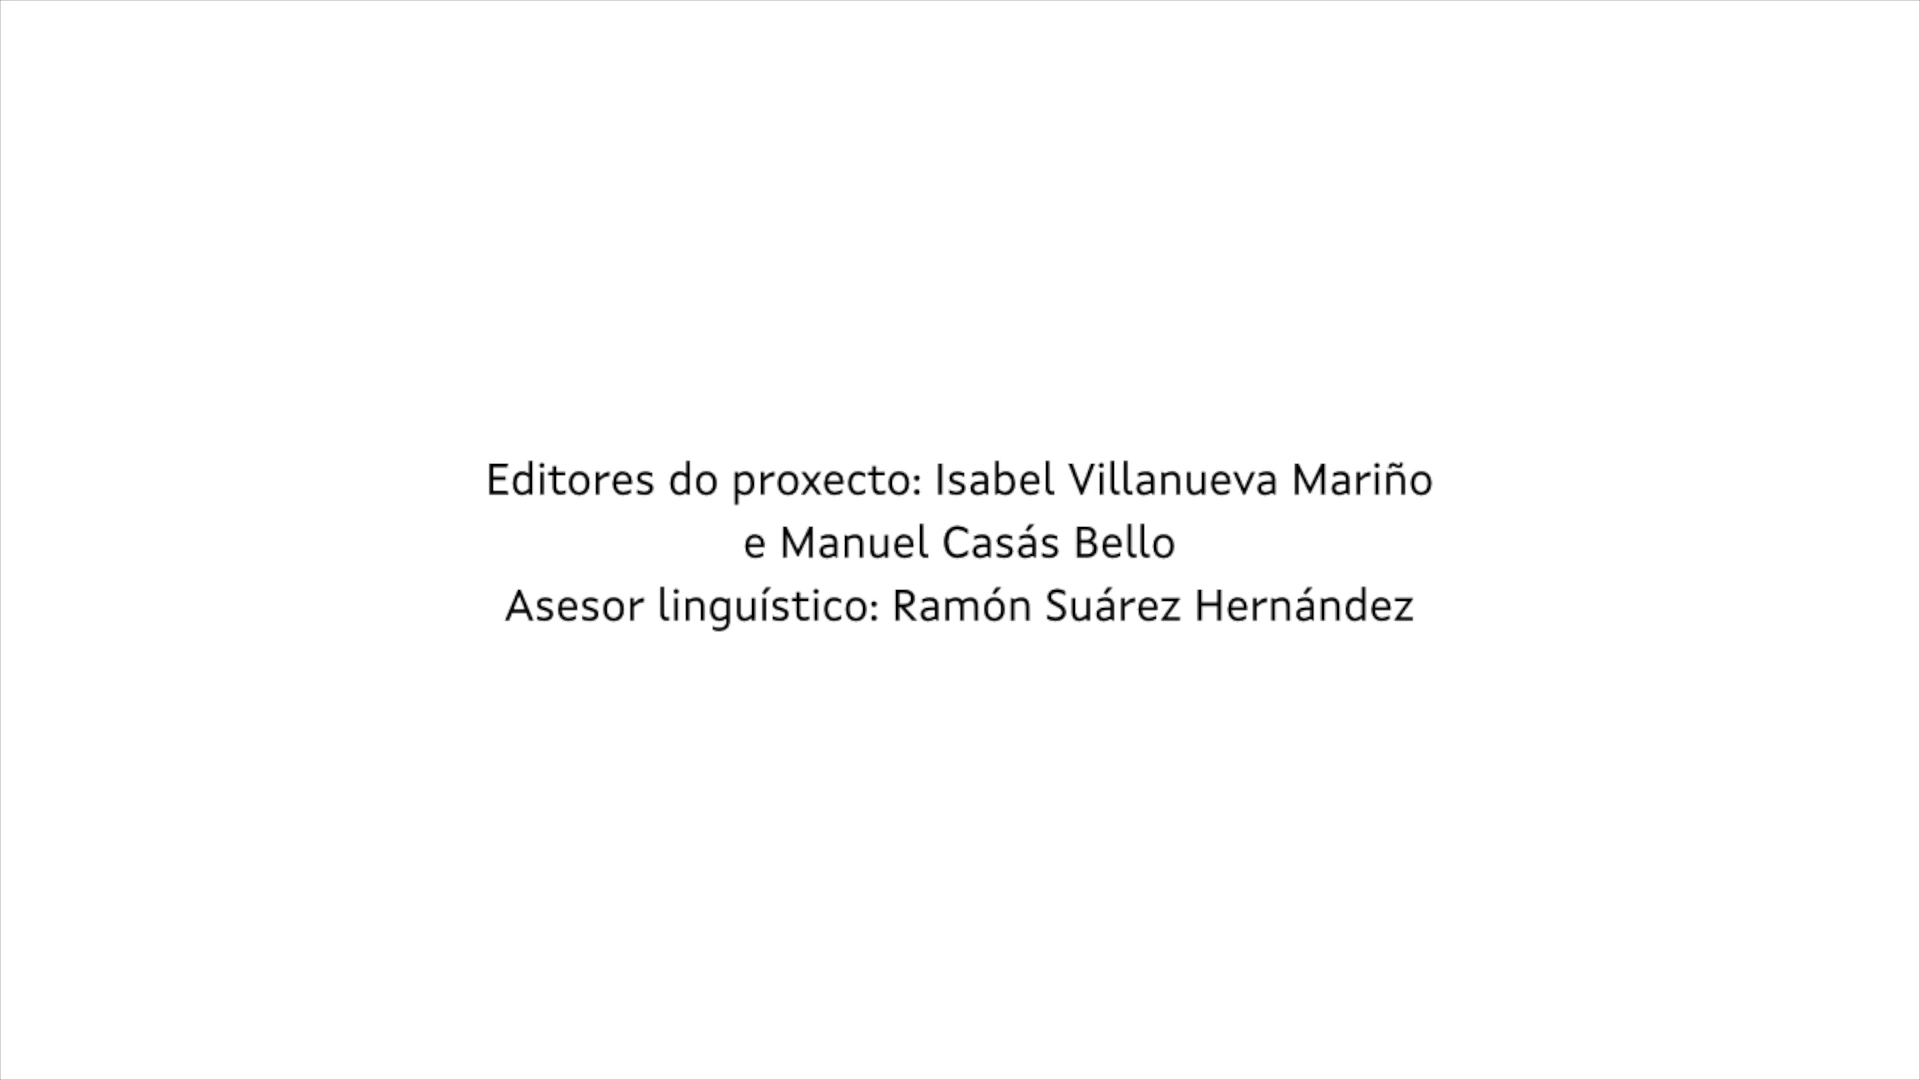 Editores do proxecto: Isabel Villanueva Mariño
e Manuel Casás Bello
Asesor linguístico: Ramón Suárez Hernández